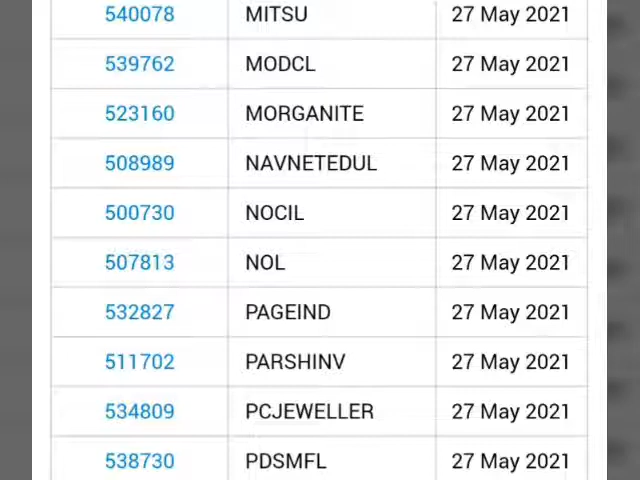 540078 MITSU 27 May 2021
539762 MODCL 27 May 2021
523160 MORGANITE 27 May 2021
508989 NAVNETEDUL 27 May 2021
500730 NOCIL 27 May 2021
507813 NOL 27 May 2021
532827 PAGEIND 27 May 2021
511702 PARSHINV 27 May 2021
534809 PCJEWELLER 27 May 2021
538730 PDSMFL 27 May 2021